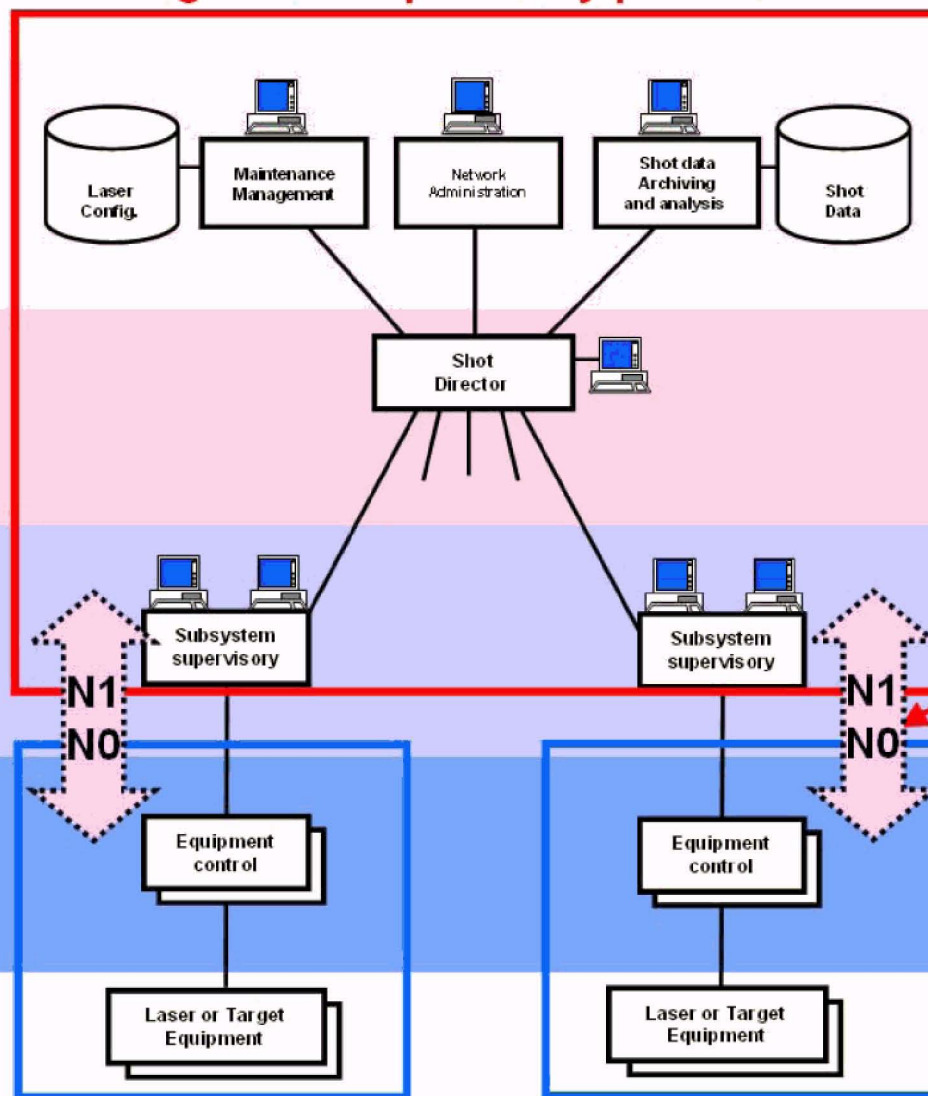 Laser
Config.
Maintenance
Management
Network
Administration
Shot data
Archiving
and analysis
Shot
Data
Shot
Director
Subsystem
supervisory
Subsystem
supervisory
N1
N0
N1
N0
Equipment
control
Equipment
control
Laser or Target
Equipment
Laser or Target
Equipment